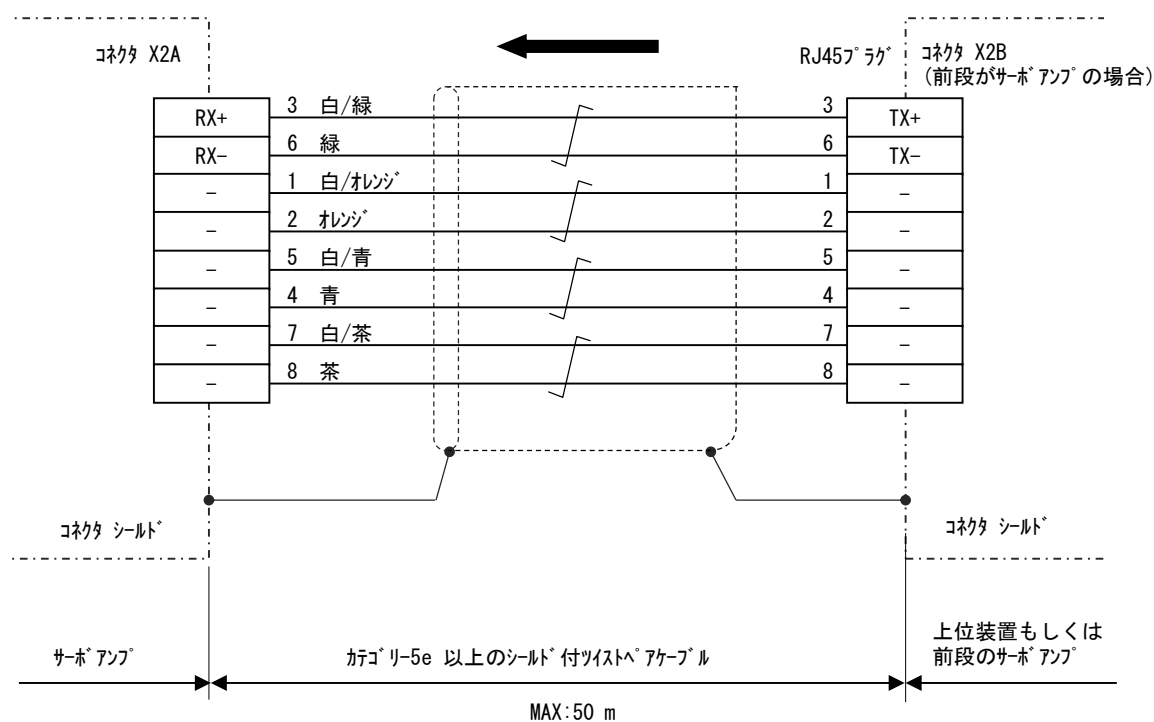 コネクタ X2A
RJ45プラグ
コネクタ X2B
(前段がサーボアンプの場合)
RX+ 3 白/緑 3 TX+
RX− 6 緑 6 TX−
− 1 白/オレンジ 1 −
− 2 オレンジ 2 −
− 5 白/青 5 −
− 4 青 4 −
− 7 白/茶 7 −
− 8 茶 8 −
コネクタ シールド
コネクタ シールド
サーボアンプ
カテゴリー5e 以上のシールド付ツイストペアケーブル
上位装置もしくは
前段のサーボアンプ
MAX:50 m